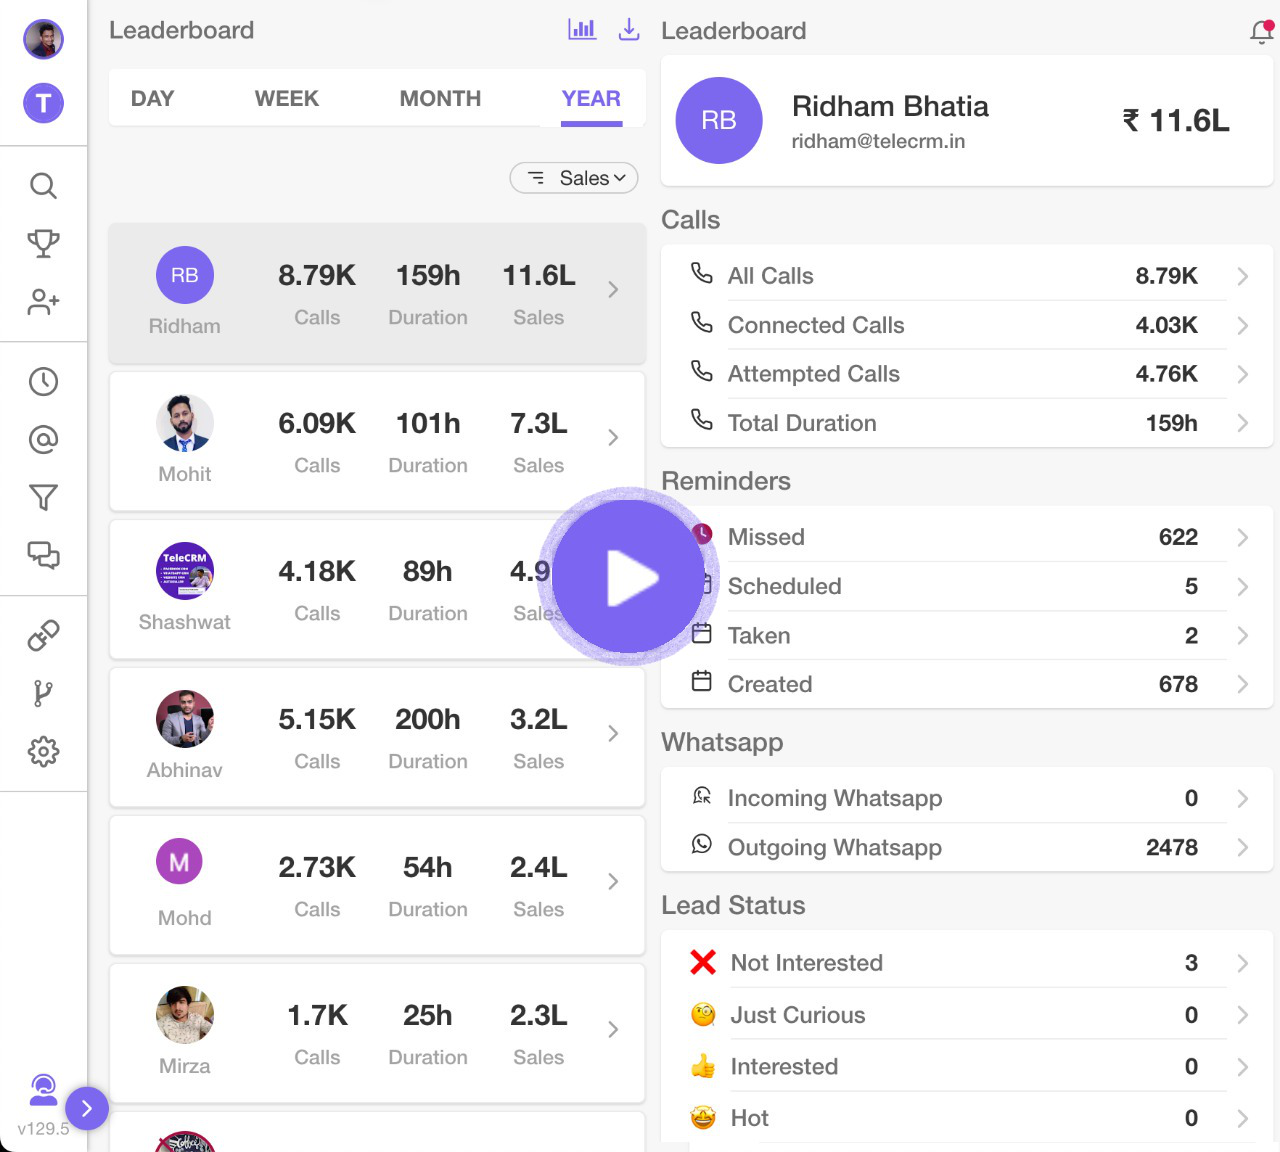 Leaderboard
DAY WEEK MONTH YEAR
Sales
RB
Ridham
8.79K 159h 11.6L
Calls Duration Sales
Mohit
6.09K 101h 7.3L
Calls Duration Sales
TeleCRM
Shashwat
4.18K 89h 4.9
Calls Duration Sales
Abhinav
5.15K 200h 3.2L
Calls Duration Sales
M
Mohd
2.73K 54h 2.4L
Calls Duration Sales
Mirza
1.7K 25h 2.3L
Calls Duration Sales
T
v129.5
Leaderboard
RB
Ridham Bhatia
ridham@telecrm.in
₹ 11.6L
Calls
All Calls 8.79K
Connected Calls 4.03K
Attempted Calls 4.76K
Total Duration 159h
Reminders
Missed 622
Scheduled 5
Taken 2
Created 678
Whatsapp
Incoming Whatsapp 0
Outgoing Whatsapp 2478
Lead Status
Not Interested 3
Just Curious 0
Interested 0
Hot 0